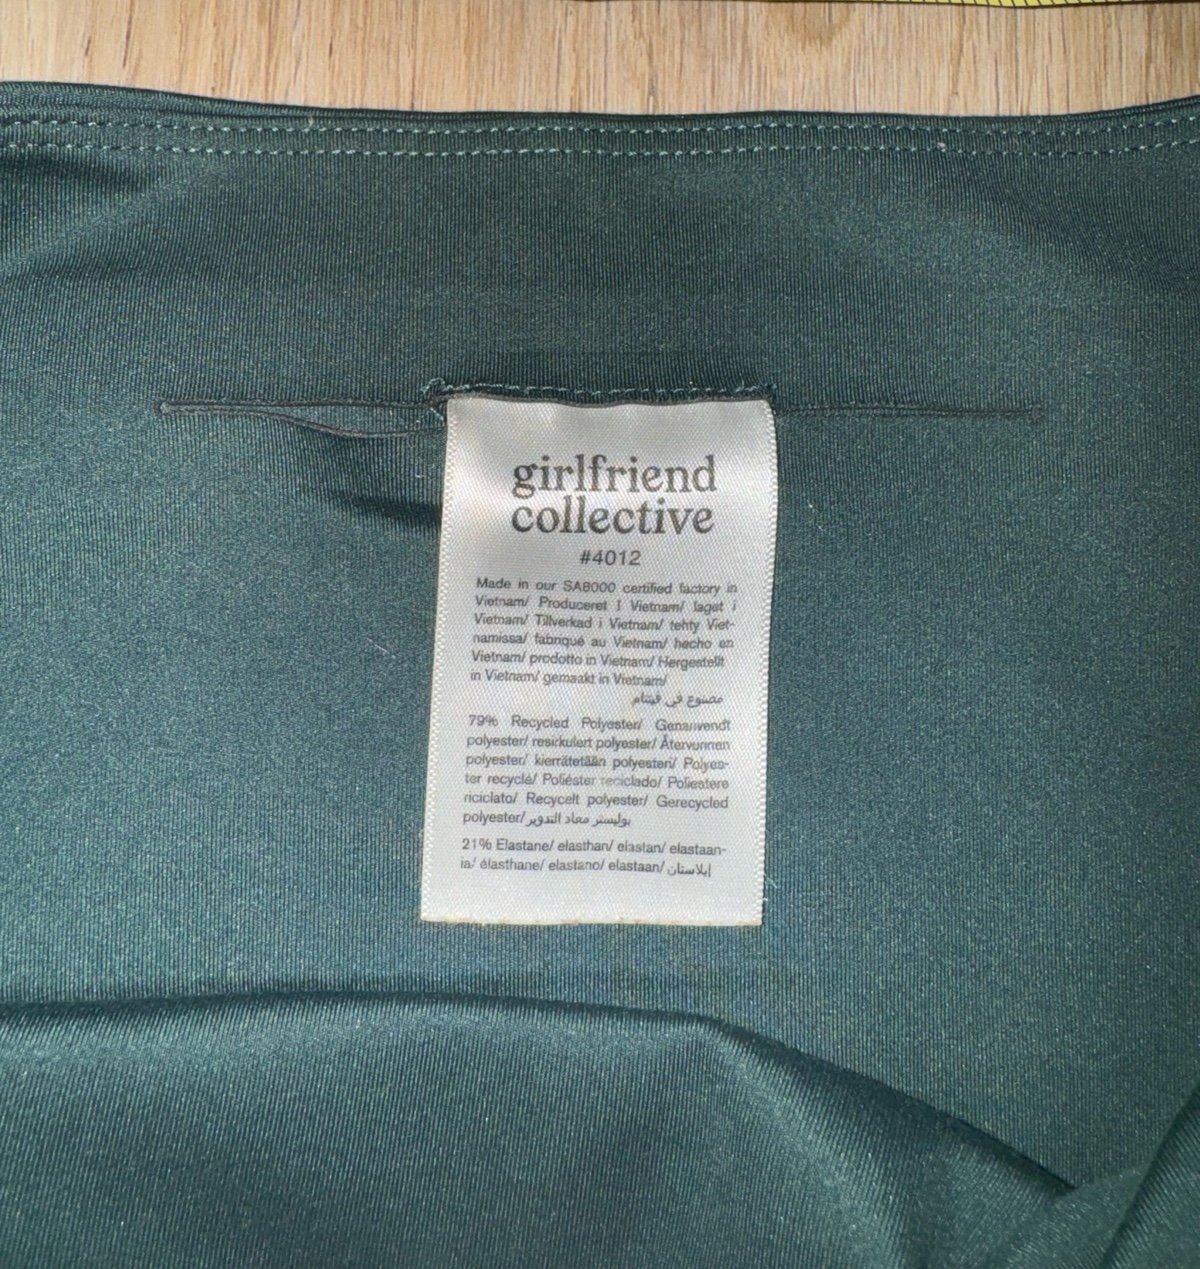 girlfriend
collective
#4012
Made in our SA8000 certified factory in
Vietnam/ Produceret I Vietnam/ laget i
Vietnam/ Tillverkad i Vietnam/ tehty Viet-
namissa/ fabriqué au Vietnam/ hecho en
Vietnam/ prodotto in Vietnam/ Hergestellt
in Vietnam/ gemaakt in Vietnam/
مصنوع في فيتنام
79% Recycled Polyester/ Genanvendt
polyester/ resirkulert polyester/ Återvunnen
polyester/ kierrätetään polyesteri/ Polyes-
ter recyclé/ Poliéster reciclado/ Poliestere
riciclato/ Recycelt polyester/ Gerecycled
polyester/ بوليستر معاد التدوير
21% Elastane/ elasthan/ elastan/ elastaan-
ia/ élasthane/ elastano/ elastaan/ إيلاستان